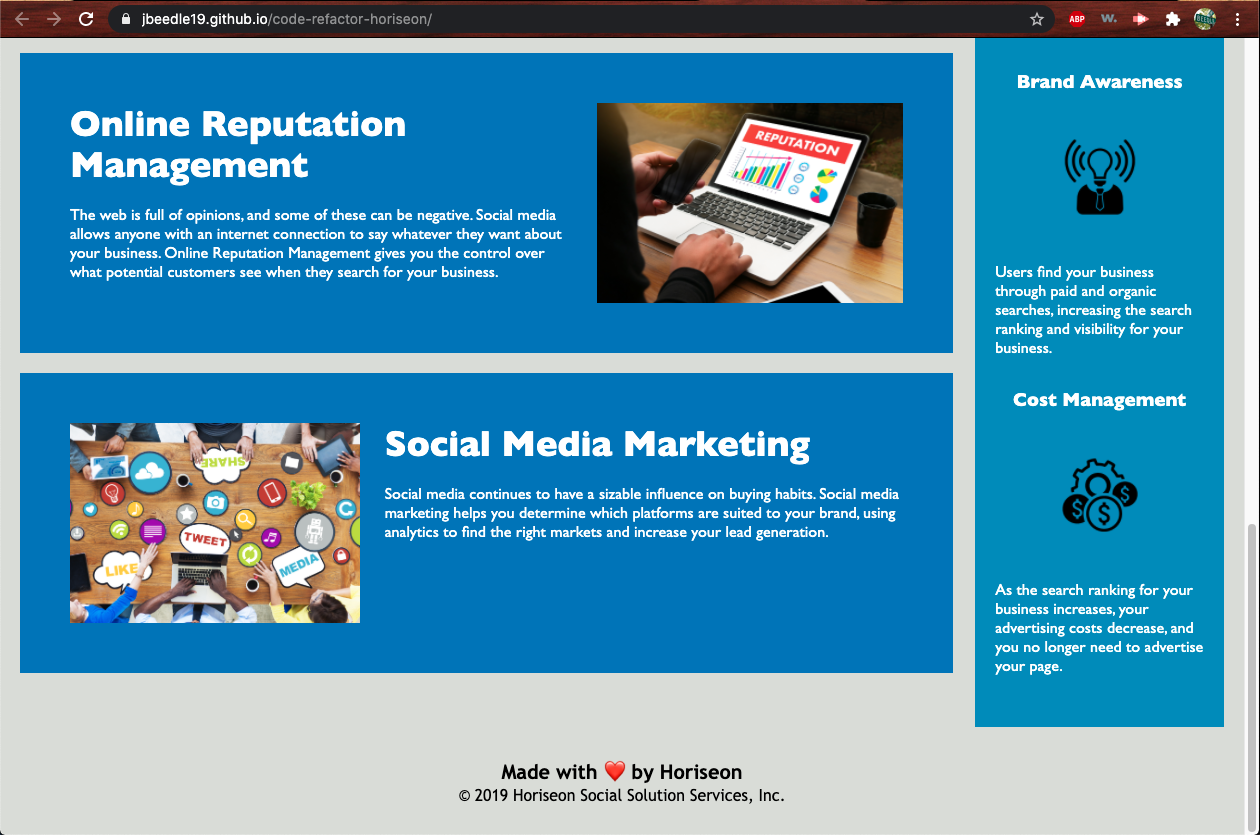 jbeedle19.github.io/code-refactor-horiseon/
ABP
W.
Online Reputation
Management
The web is full of opinions, and some of these can be negative. Social media
allows anyone with an internet connection to say whatever they want about
your business. Online Reputation Management gives you the control over
what potential customers see when they search for your business.
REPUTATION
Social Media Marketing
Social media continues to have a sizable influence on buying habits. Social media
marketing helps you determine which platforms are suited to your brand, using
analytics to find the right markets and increase your lead generation.
SHARE
TWEET
LIKE
MEDIA
Brand Awareness
Users find your business
through paid and organic
searches, increasing the search
ranking and visibility for your
business.
Cost Management
$ $ $
As the search ranking for your
business increases, your
advertising costs decrease, and
you no longer need to advertise
your page.
Made with ❤️ by Horiseon
© 2019 Horiseon Social Solution Services, Inc.